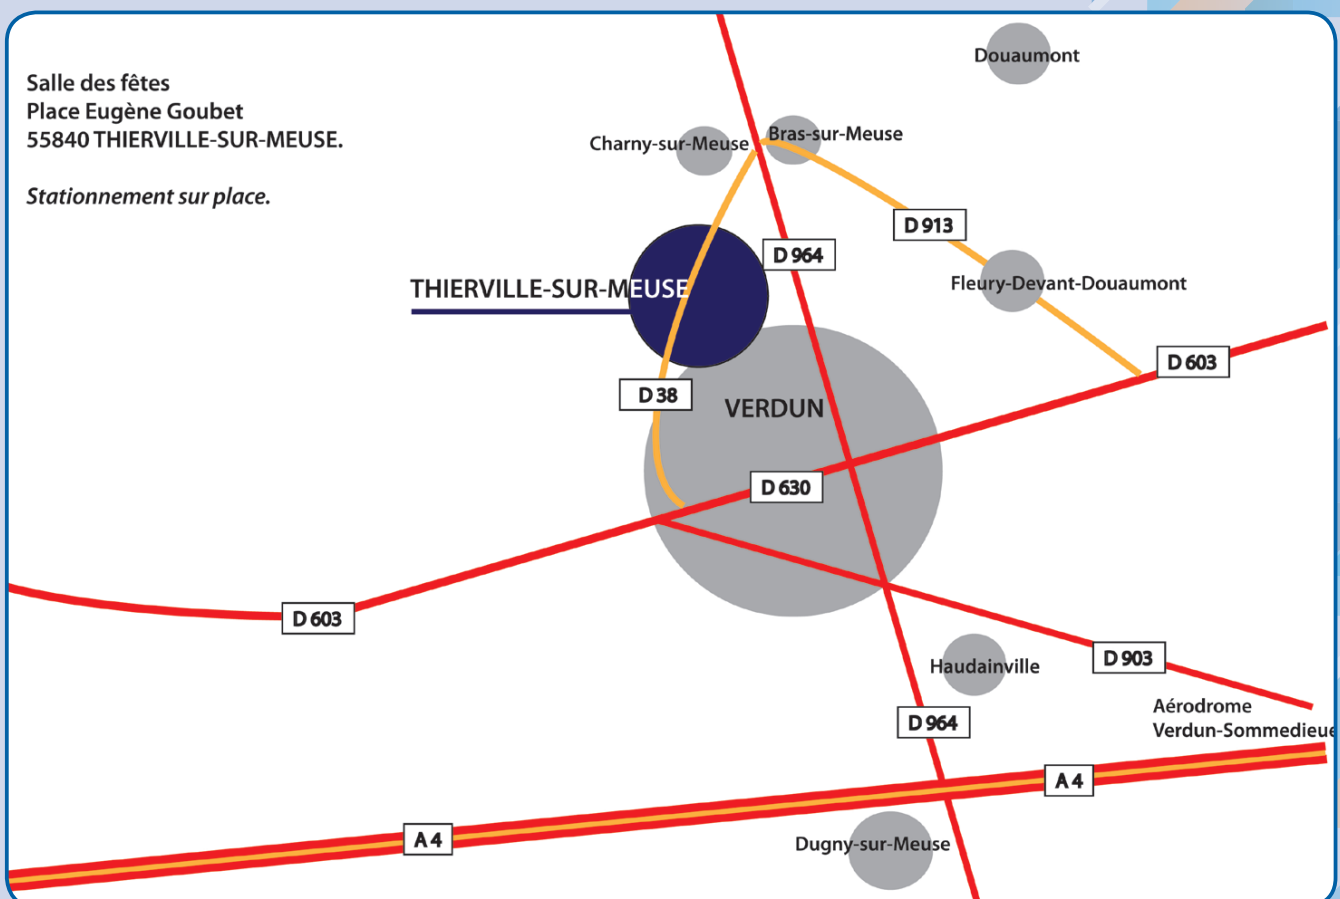 Salle des fêtes
Place Eugène Goubet
55840 THIERVILLE-SUR-MEUSE.
Stationnement sur place.
Douaumont
Charny-sur-Meuse
Bras-sur-Meuse
D 913
D 964
THIERVILLE-SUR-MEUSE
Fleury-Devant-Douaumont
D 603
D 38
VERDUN
D 630
D 603
Haudainville
D 903
D 964
Aérodrome
Verdun-Sommedieue
A 4
A 4
Dugny-sur-Meuse